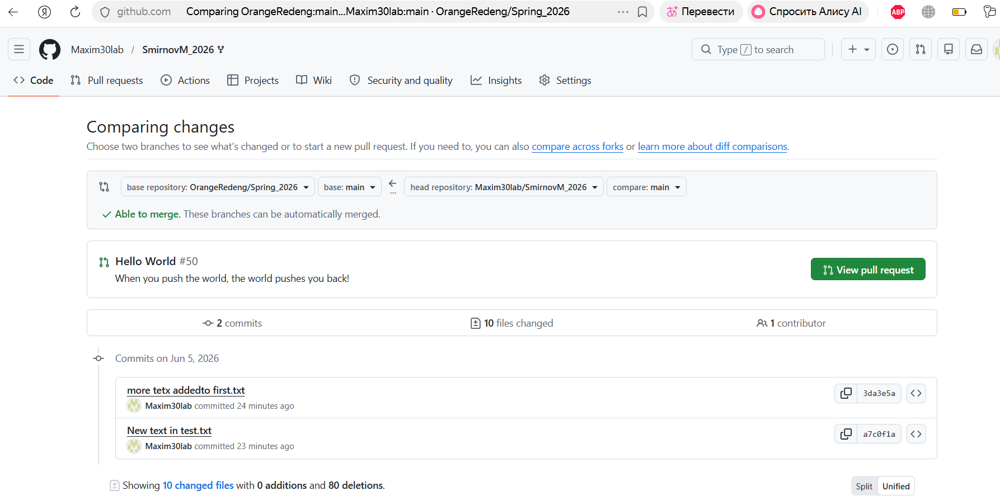 github.com Comparing OrangeRedeng:main...Maxim30lab:main · OrangeRedeng/Spring_2026 ··· Перевести Спросить Алису AI ABP
Maxim30lab / SmirnovM_2026 Type / to search
Code Pull requests Actions Projects Wiki Security and quality Insights Settings
Comparing changes
Choose two branches to see what's changed or to start a new pull request. If you need to, you can also compare across forks or learn more about diff comparisons.
base repository: OrangeRedeng/Spring_2026 base: main ... head repository: Maxim30lab/SmirnovM_2026 compare: main
Able to merge. These branches can be automatically merged.
Hello World #50
When you push the world, the world pushes you back!
View pull request
2 commits 10 files changed 1 contributor
Commits on Jun 5, 2026
more tetx addedto first.txt
Maxim30lab committed 24 minutes ago
3da3e5a
New text in test.txt
Maxim30lab committed 23 minutes ago
a7c0f1a
Showing 10 changed files with 0 additions and 80 deletions.
Split Unified